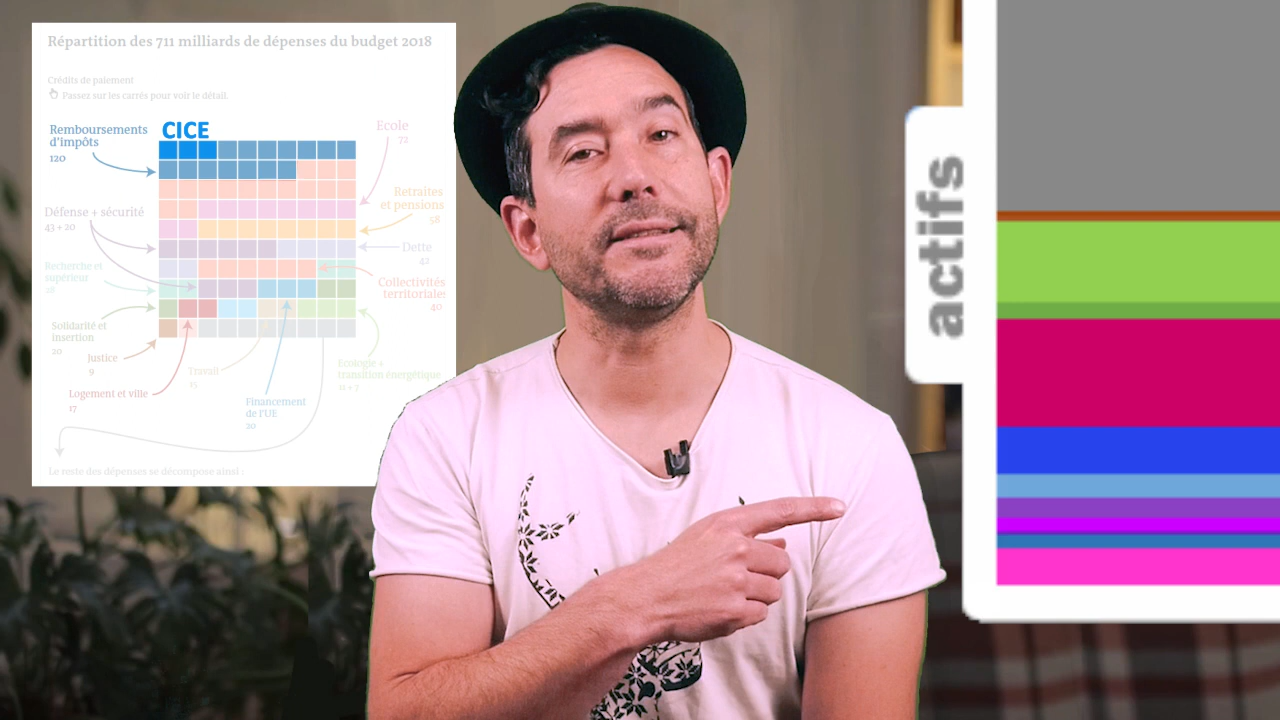 Répartition des 711 milliards de dépenses du budget 2018
Crédits de paiement
Passez sur les carrés pour voir le détail.
Remboursements
d'impôts
120
CICE
Ecole
72
Retraites
et pensions
58
Défense + sécurité
43 + 20
Dette
42
Recherche et
supérieur
28
Collectivités
territoriales
40
Solidarité et
insertion
20
Justice
9
Travail
15
Ecologie +
transition énergétique
11 + 7
Logement et ville
17
Financement
de l'UE
20
Le reste des dépenses se décompose ainsi :
actifs